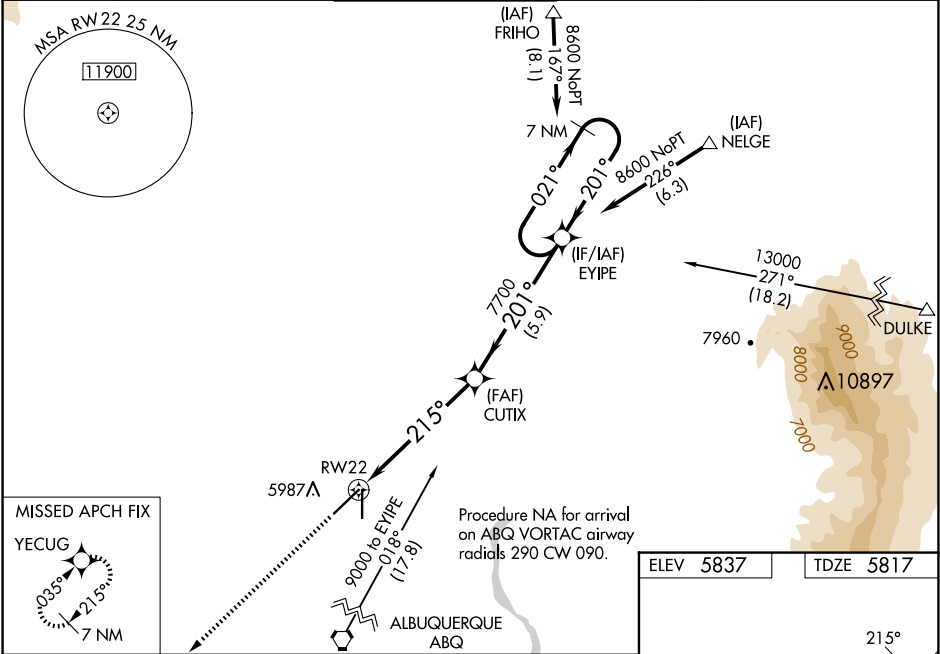 MSA RW 22 25 NM
11900
(IAF)
FRIHO
8600 NoPT
167°
(8.1)
7 NM
(IAF)
NELGE
8600 NoPT
226°
(6.3)
021°
201°
(IF/IAF)
EYIPE
7700
201°
(5.9)
13000
271°
(18.2)
DULKE
7960
9000
8000
10897
7000
(FAF)
CUTIX
215°
RW22
5987
MISSED APCH FIX
YECUG
035°
215°
7 NM
9000 to EYIPE
018°
(17.8)
Procedure NA for arrival
on ABQ VORTAC airway
radials 290 CW 090.
ALBUQUERQUE
ABQ
ELEV 5837
TDZE 5817
215°